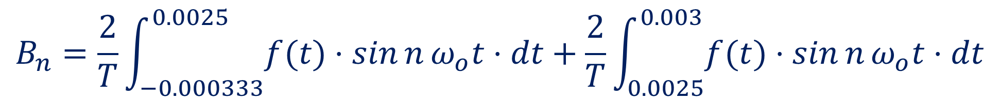 $B_n = \frac{2}{T} \int_{-0.000333}^{0.0025} f(t) \cdot sin\, n\, \omega_o t \cdot dt + \frac{2}{T} \int_{0.0025}^{0.003} f(t) \cdot sin\, n\, \omega_o t \cdot dt$